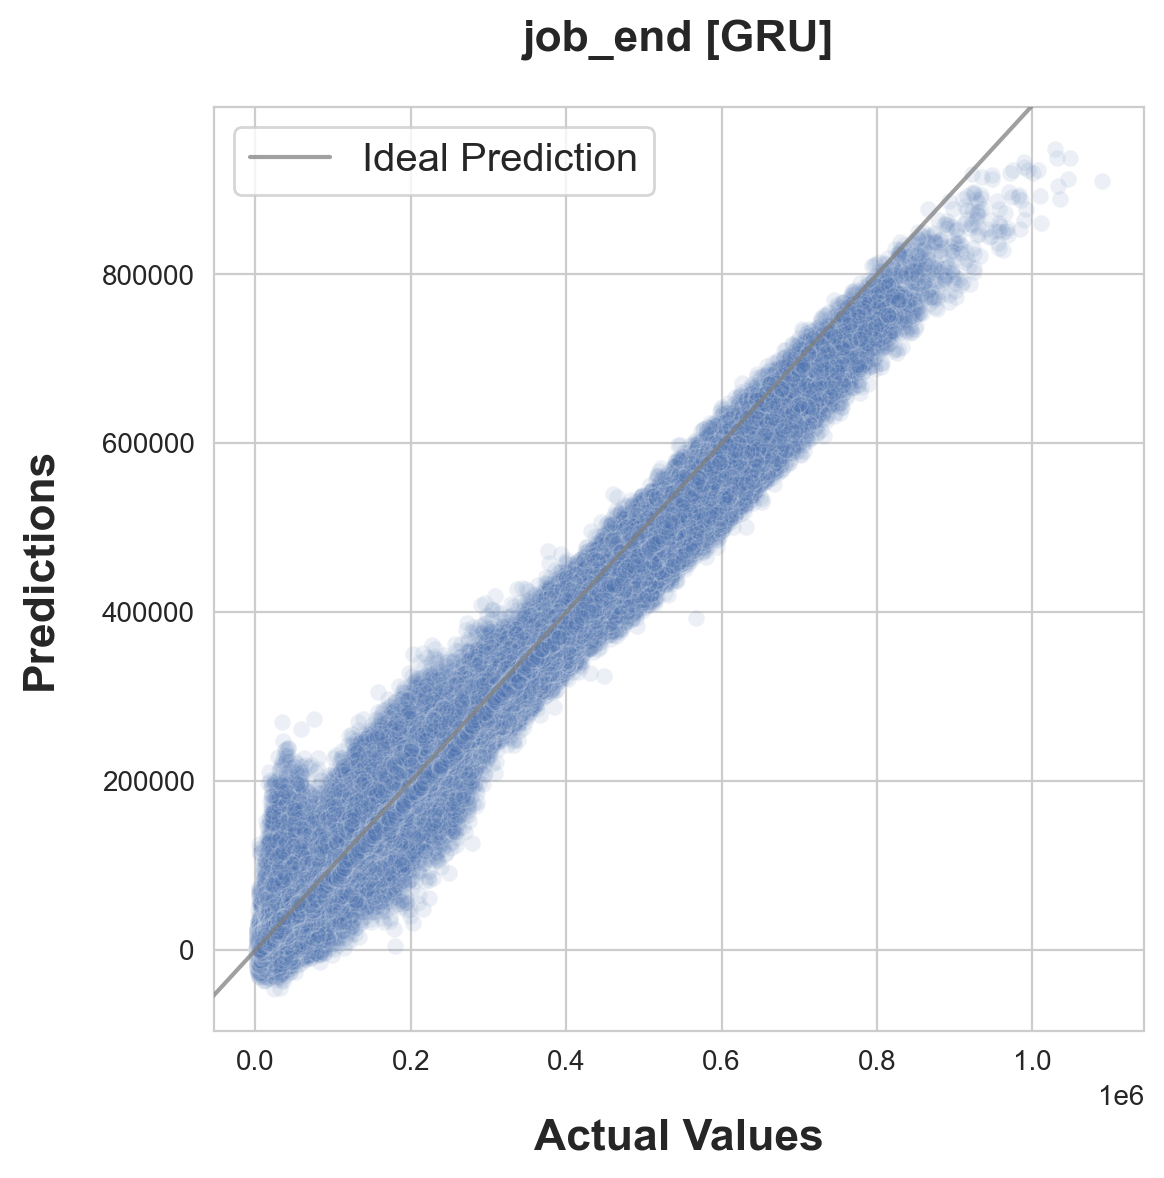 job_end [GRU]
Ideal Prediction
Predictions
800000
600000
400000
200000
0
0.0 0.2 0.4 0.6 0.8 1.0
1e6
Actual Values